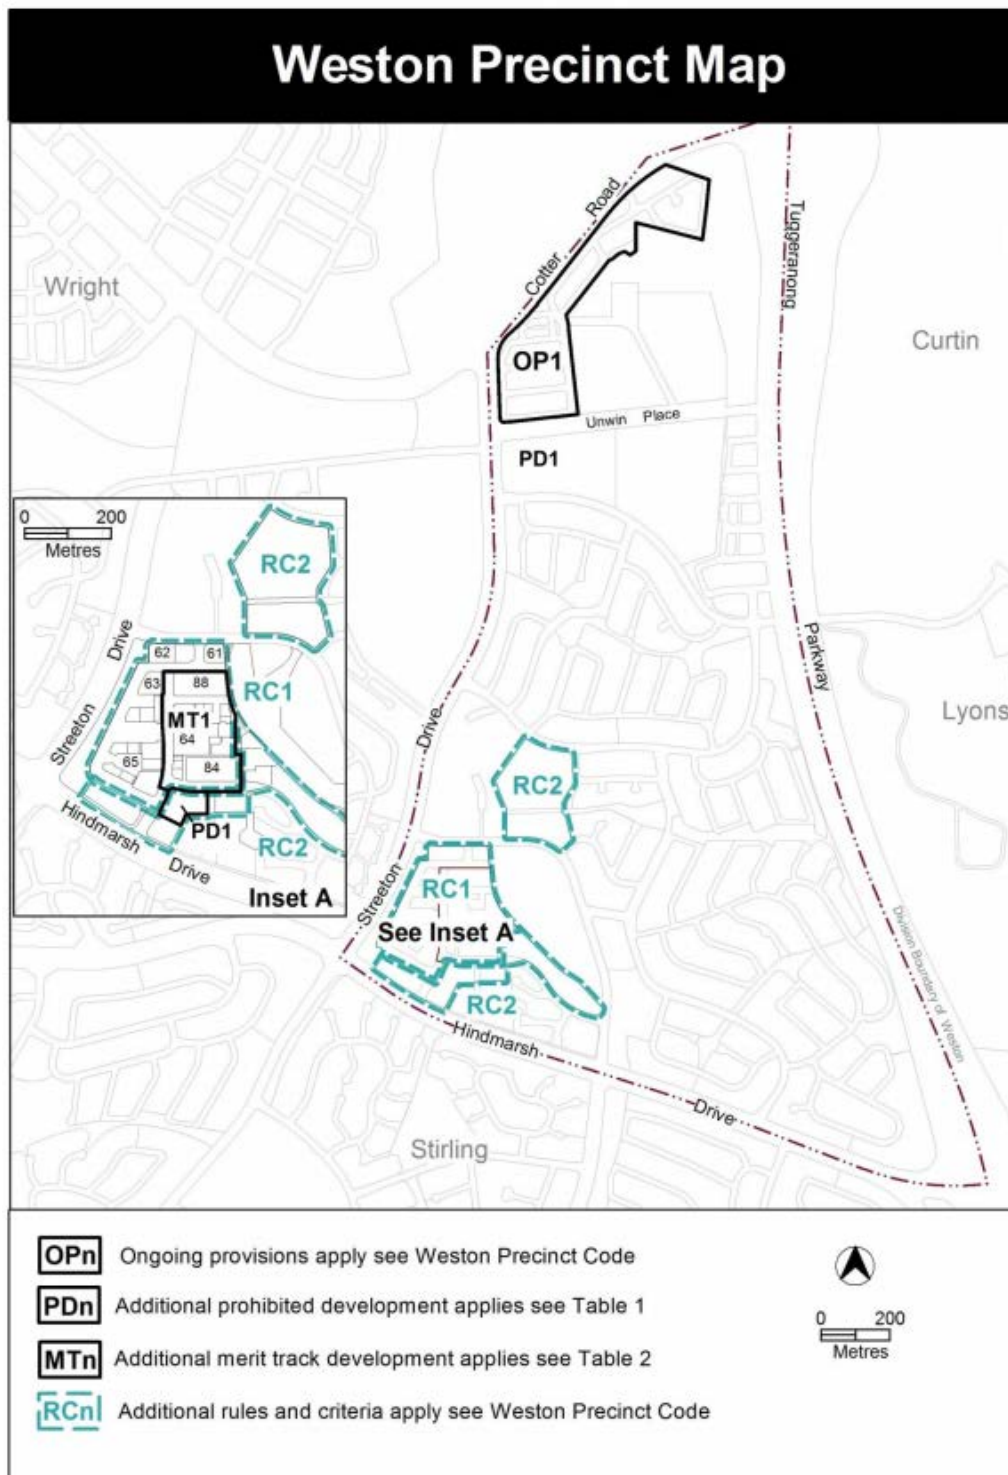 Weston Precinct Map
Cotter Road
Tuggeranong
Wright
Curtin
OP1
Unwin Place
PD1
0 200
Metres
RC2
Drive
62
61
63
88
RC1
MT1
64
Streeton
65
84
PD1
Hindmarsh
Drive
RC2
Inset A
Parkway
Lyons
Drive
RC2
Streeton
RC1
See Inset A
RC2
Hindmarsh
Division Boundary of Weston
Drive
Stirling
OPn Ongoing provisions apply see Weston Precinct Code
PDn Additional prohibited development applies see Table 1
MTn Additional merit track development applies see Table 2
RCn Additional rules and criteria apply see Weston Precinct Code
0 200
Metres